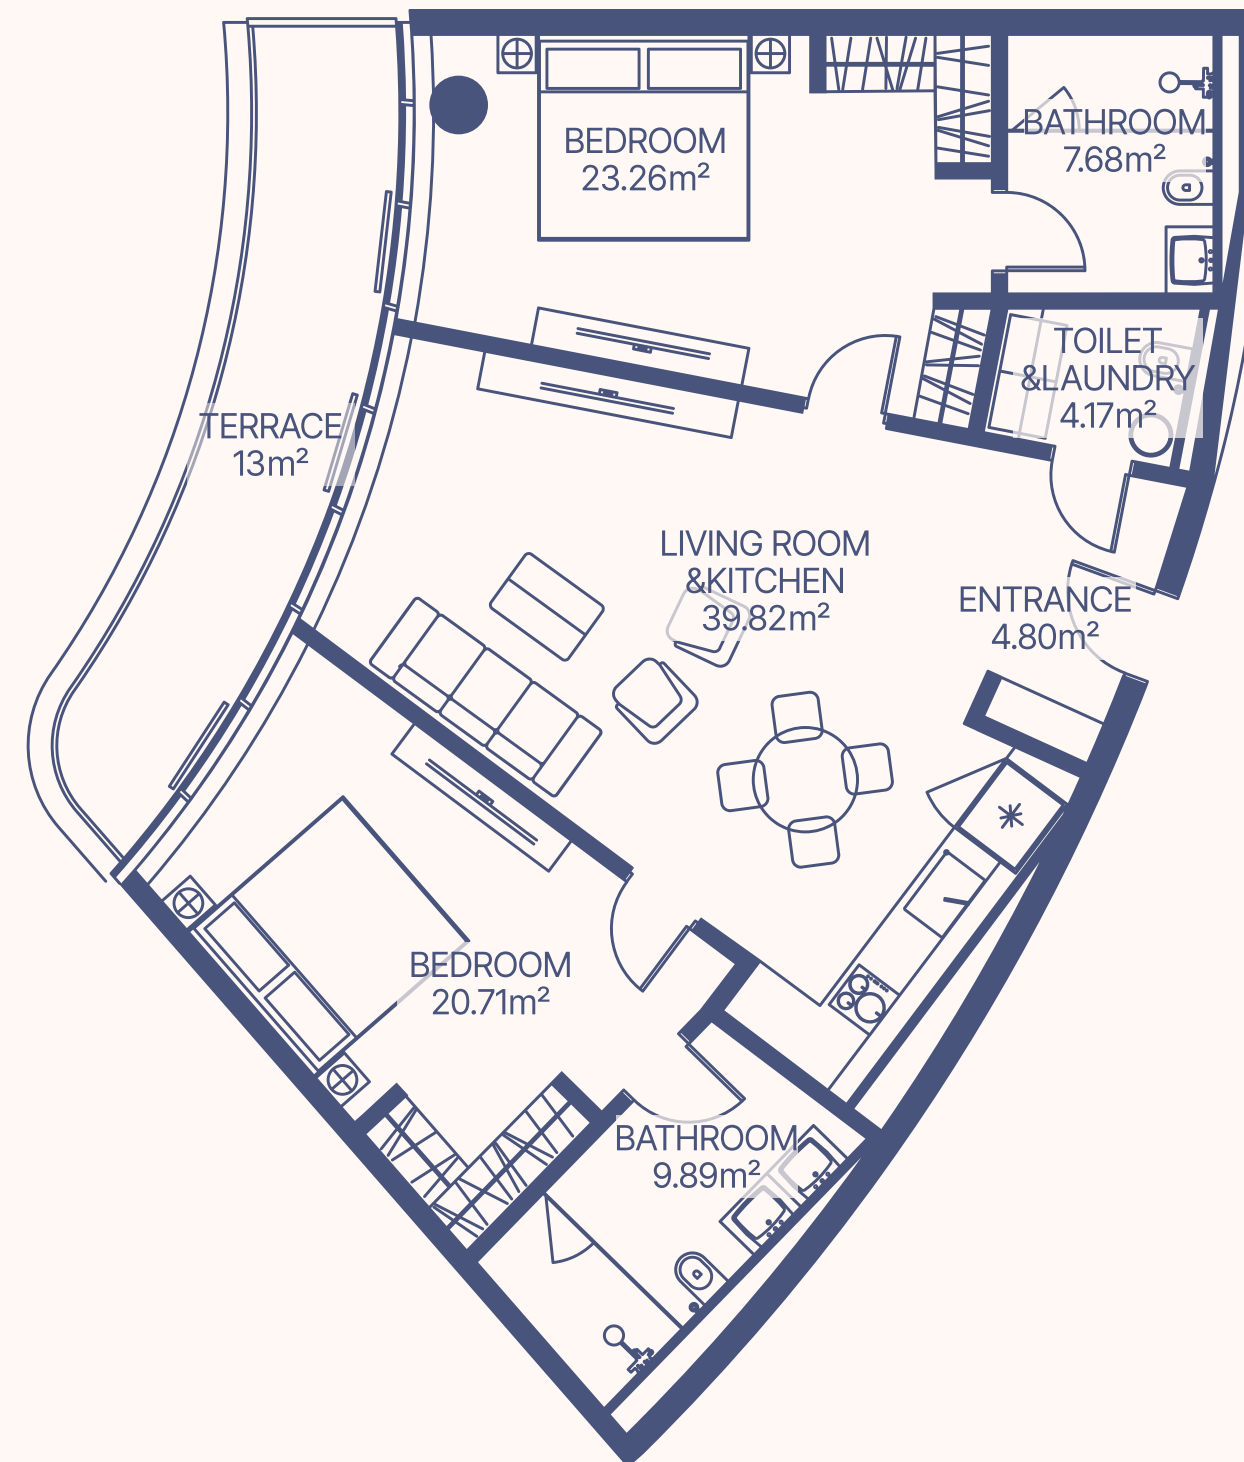 BEDROOM
23.26m²
BATHROOM
7.68m²
TOILET
&LAUNDRY
4.17m²
TERRACE
13m²
LIVING ROOM
&KITCHEN
39.82m²
ENTRANCE
4.80m²
BEDROOM
20.71m²
BATHROOM
9.89m²